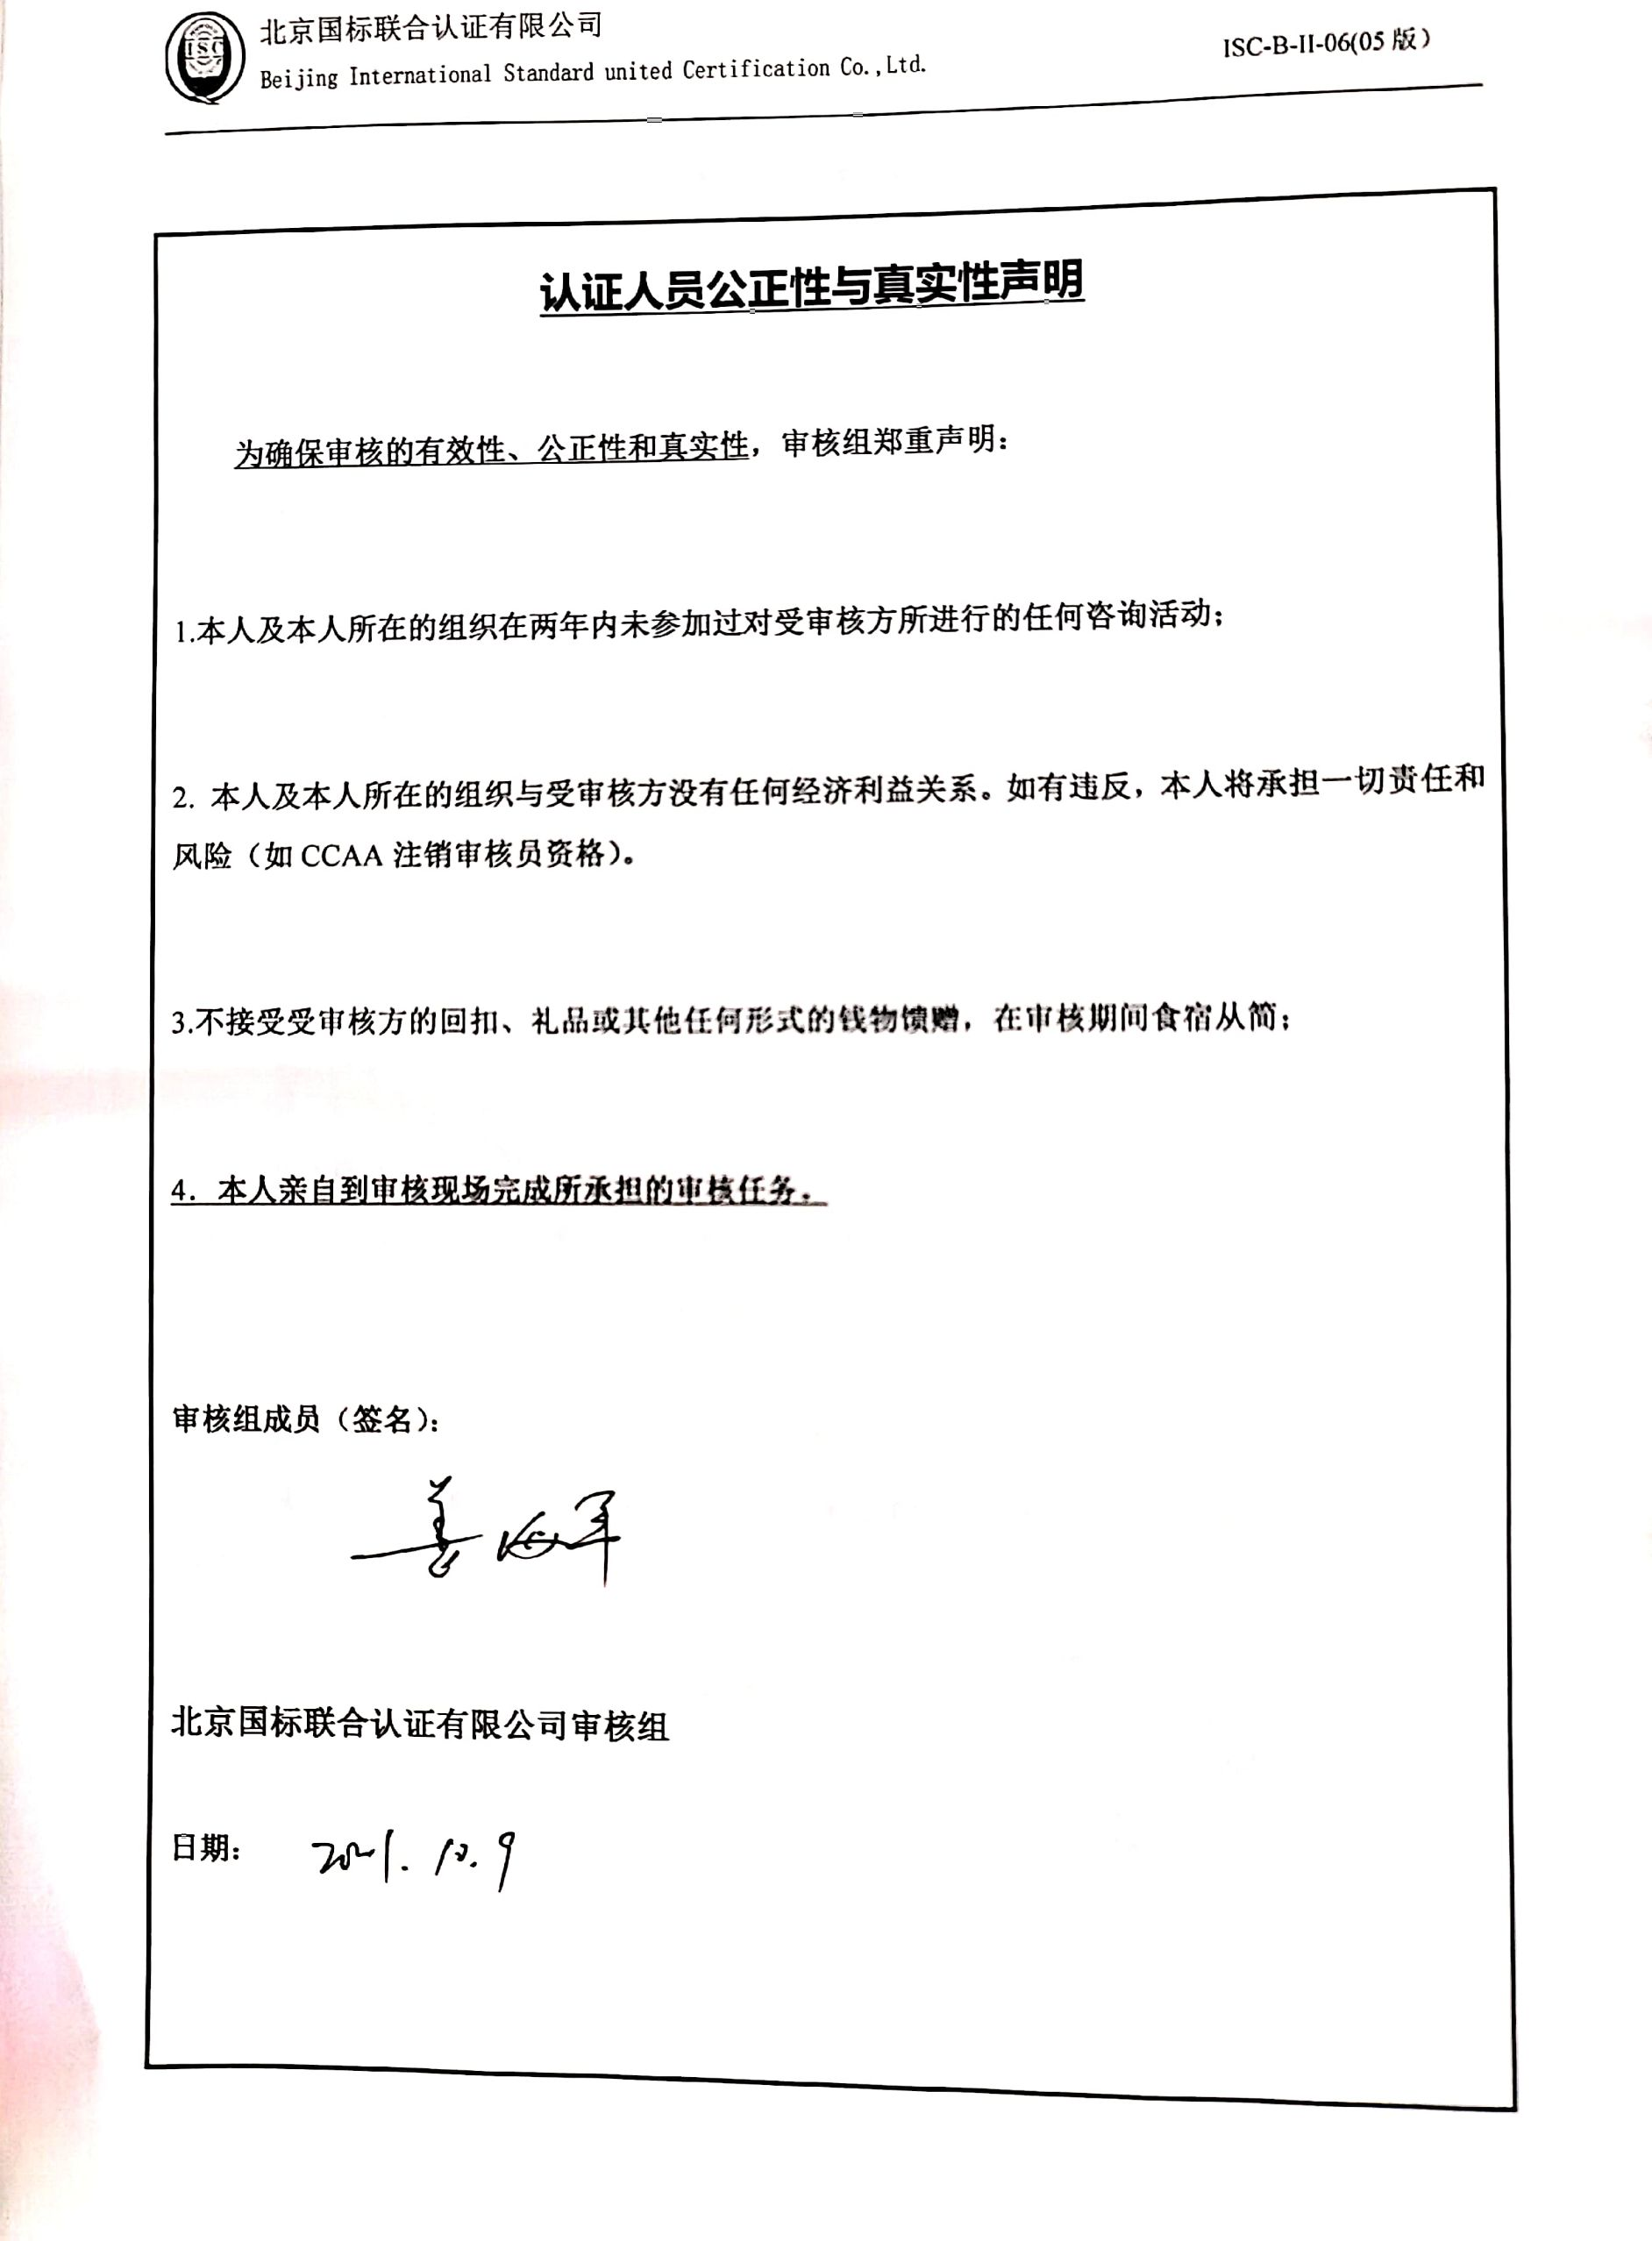 ISC
北京国标联合认证有限公司
Beijing International Standard united Certification Co.,Ltd.
ISC-B-II-06(05 版）
认证人员公正性与真实性声明
为确保审核的有效性、公正性和真实性，审核组郑重声明：
1.本人及本人所在的组织在两年内未参加过对受审核方所进行的任何咨询活动；
2. 本人及本人所在的组织与受审核方没有任何经济利益关系。如有违反，本人将承担一切责任和
风险（如 CCAA 注销审核员资格）。
3.不接受受审核方的回扣、礼品或其他任何形式的钱物馈赠，在审核期间食宿从简；
4．本人亲自到审核现场完成所承担的审核任务。
审核组成员（签名）：
姜海军
北京国标联合认证有限公司审核组
日期： 2021.10.9